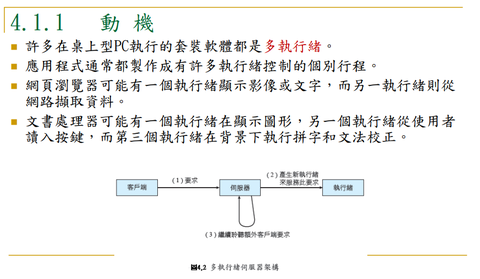 4.1.1 動機
許多在桌上型PC執行的套裝軟體都是多執行緒。
應用程式通常都製作成有許多執行緒控制的個別行程。
網頁瀏覽器可能有一個執行緒顯示影像或文字，而另一執行緒則從
網路擷取資料。
文書處理器可能有一個執行緒在顯示圖形，另一個執行緒從使用者
讀入按鍵，而第三個執行緒在背景下執行拼字和文法校正。
(1)要求
(2)產生新執行緒
來服務此要求
客戶端
伺服器
執行緒
(3)繼續聆聽額外客戶端要求
圖4.2 多執行緒伺服器架構